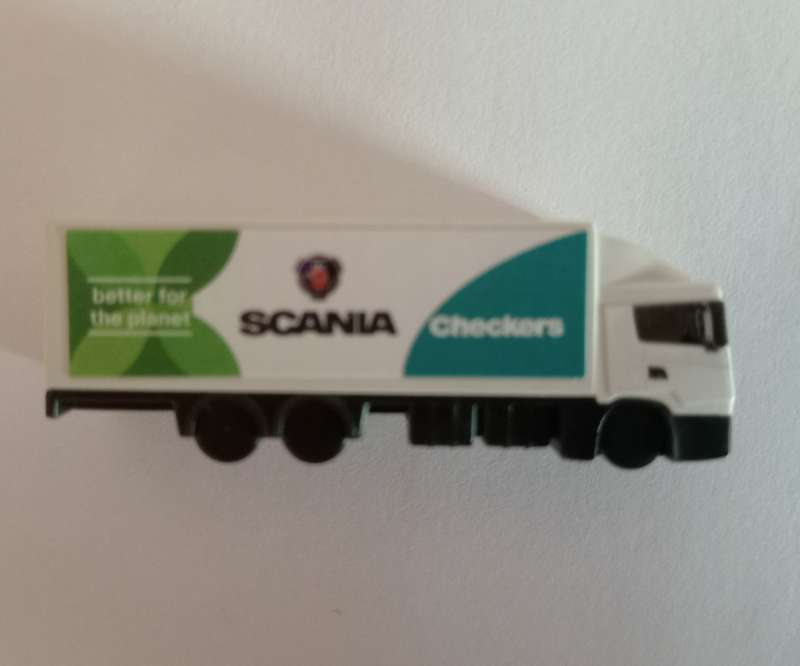 better for
the planet
SCANIA
Checkers